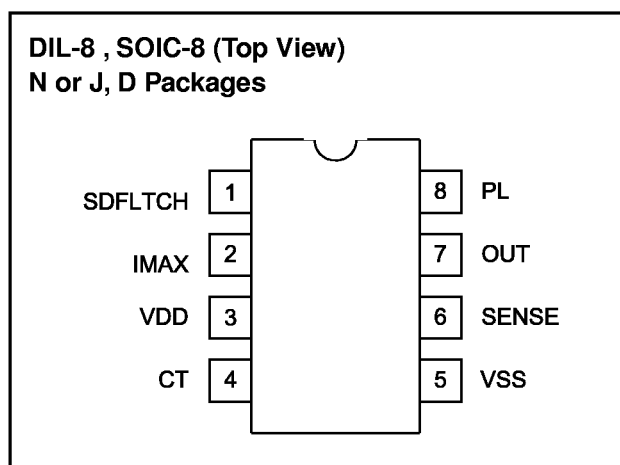 DIL-8 , SOIC-8 (Top View)
N or J, D Packages
SDFLTCH 1 8 PL
IMAX 2 7 OUT
VDD 3 6 SENSE
CT 4 5 VSS